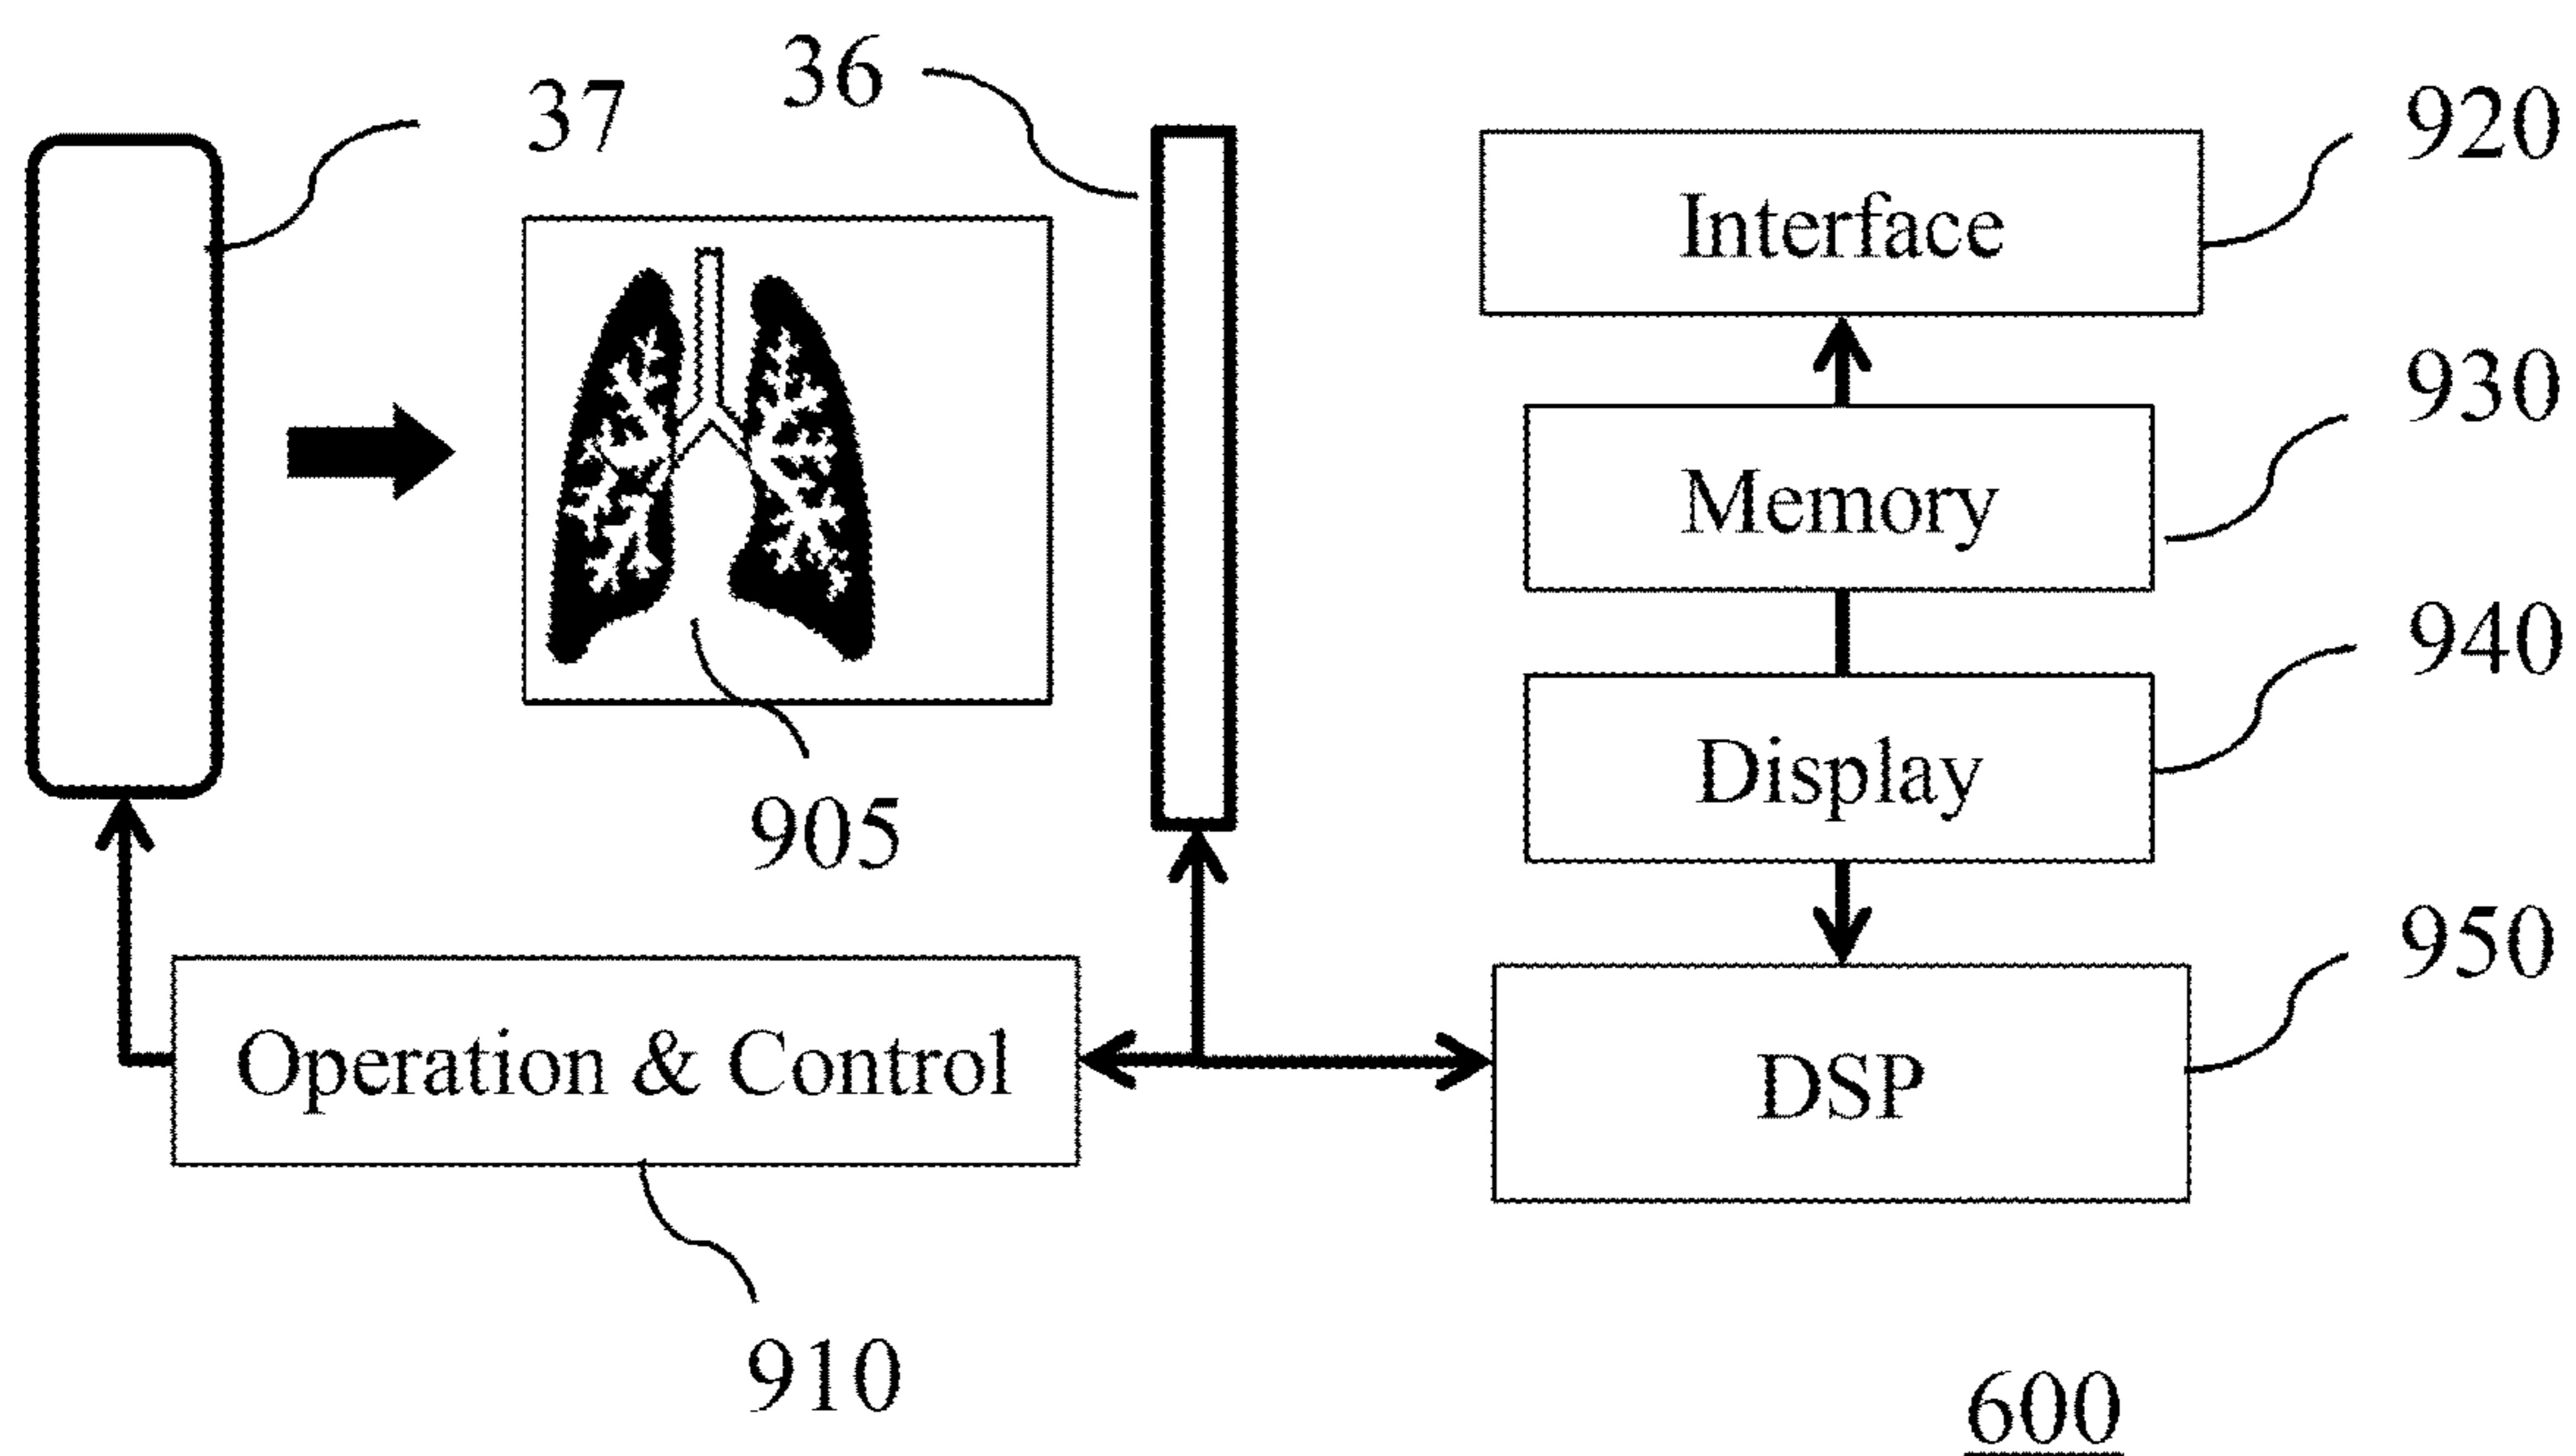 36
37
920
Interface
930
Memory
940
Display
905
950
Operation & Control
DSP
910
600